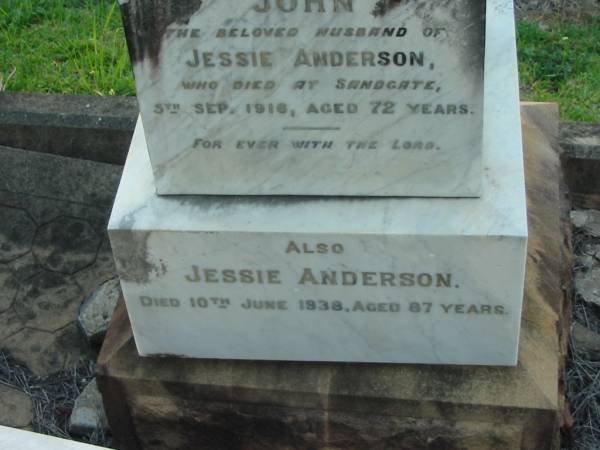 JOHN
THE BELOVED HUSBAND OF
JESSIE ANDERSON,
WHO DIED AT SANDGATE,
5TH SEP. 1916, AGED 72 YEARS.
FOR EVER WITH THE LORD.
ALSO
JESSIE ANDERSON.
DIED 10TH JUNE 1938, AGED 87 YEARS.